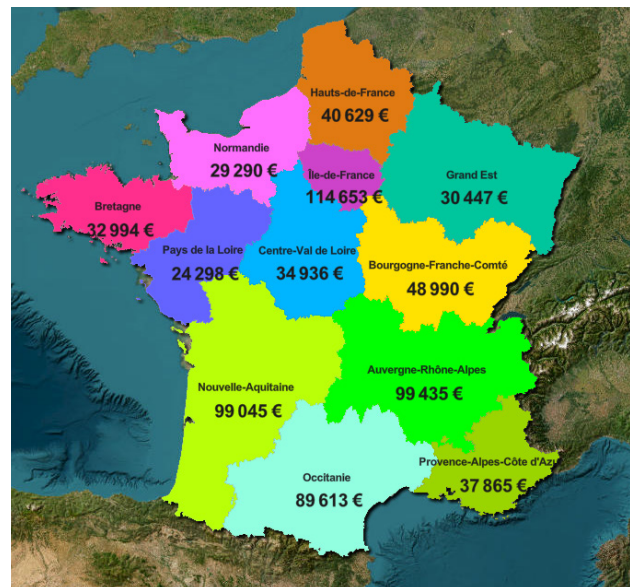 Hauts-de-France
40 629 €
Normandie
29 290 €
Île-de-France
114 653 €
Grand Est
30 447 €
Bretagne
32 994 €
Pays de la Loire
24 298 €
Centre-Val de Loire
34 936 €
Bourgogne-Franche-Comté
48 990 €
Auvergne-Rhône-Alpes
99 435 €
Nouvelle-Aquitaine
99 045 €
Provence-Alpes-Côte d'Azu
37 865 €
Occitanie
89 613 €